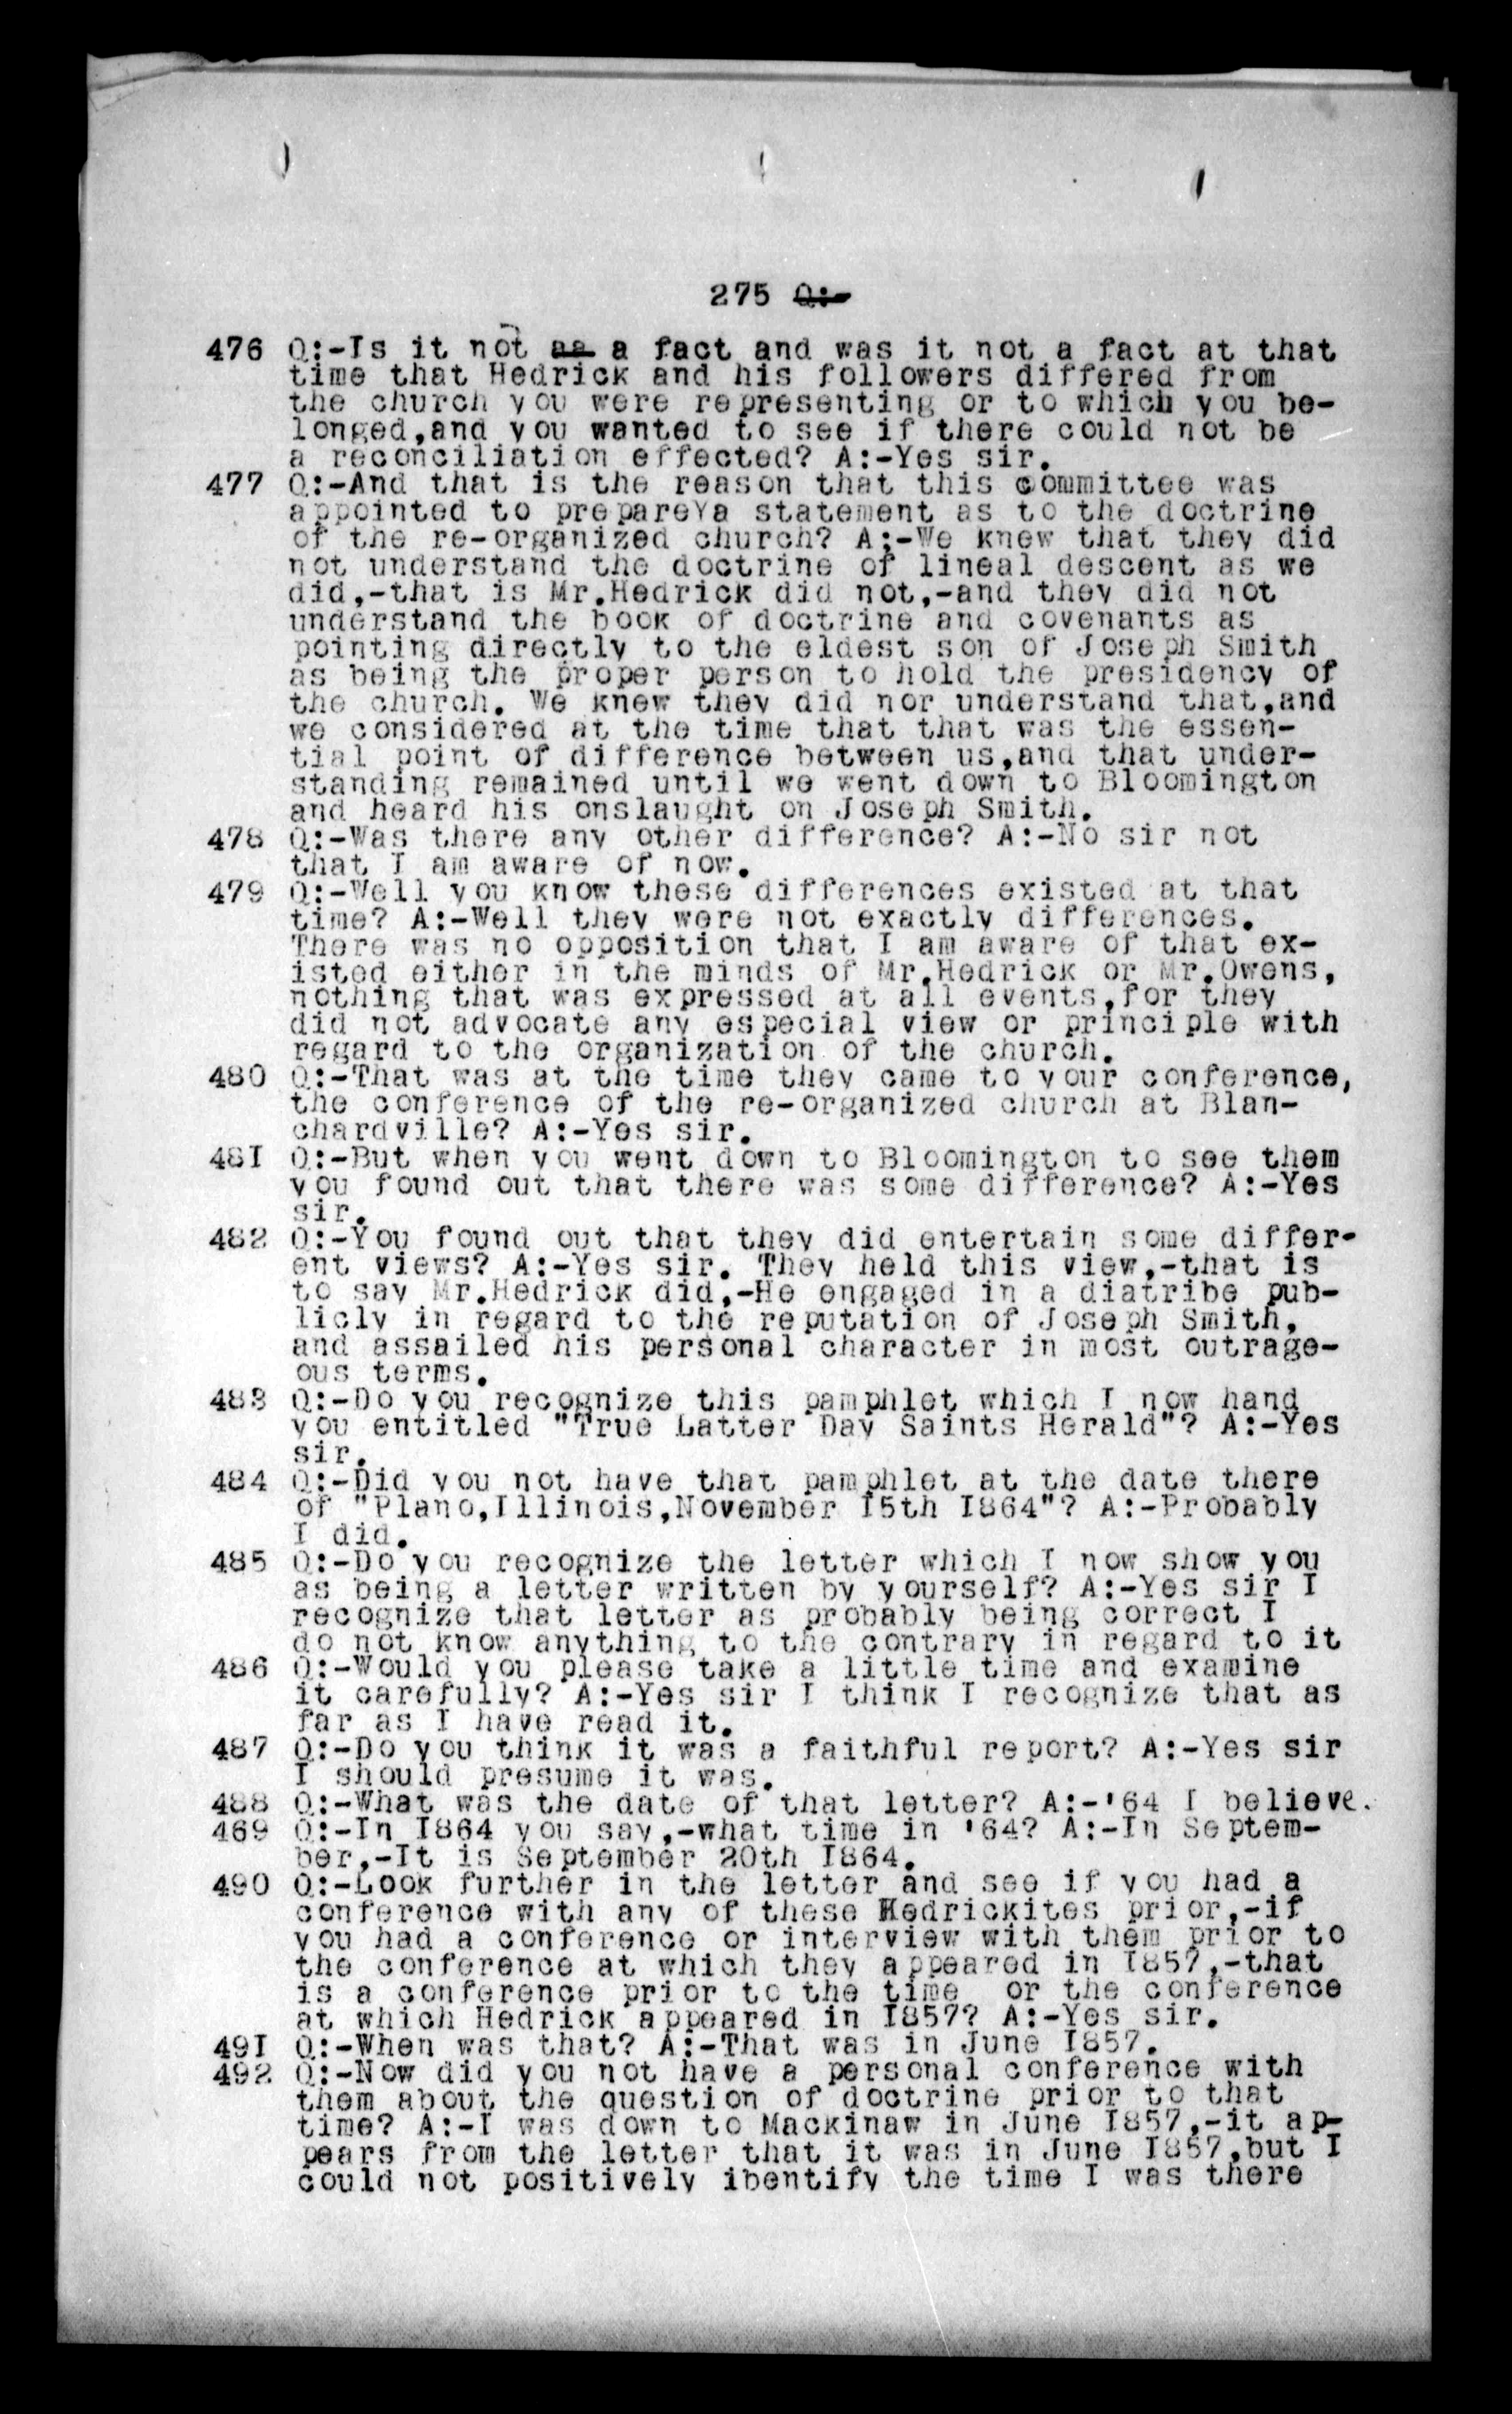 275 Q:-
476 Q:-Is it not as a fact and was it not a fact at that
time that Hedrick and his followers differed from
the church you were representing or to which you be-
longed,and you wanted to see if there could not be
a reconciliation effected? A:-Yes sir.
477 Q:-And that is the reason that this committee was
appointed to prepareYa statement as to the doctrine
of the re-organized church? A:-We knew that they did
not understand the doctrine of lineal descent as we
did,-that is Mr.Hedrick did not,-and they did not
understand the book of doctrine and covenants as
pointing directly to the eldest son of Joseph Smith
as being the proper person to hold the presidency of
the church. We knew they did nor understand that,and
we considered at the time that that was the essen-
tial point of difference between us,and that under-
standing remained until we went down to Bloomington
and heard his onslaught on Joseph Smith.
478 Q:-Was there any other difference? A:-No sir not
that I am aware of now.
479 Q:-Well you know these differences existed at that
time? A:-Well they were not exactly differences.
There was no opposition that I am aware of that ex-
isted either in the minds of Mr.Hedrick or Mr.Owens,
nothing that was expressed at all events,for they
did not advocate any especial view or principle with
regard to the organization of the church.
480 Q:-That was at the time they came to your conference,
the conference of the re-organized church at Blan-
chardville? A:-Yes sir.
48I Q:-But when you went down to Bloomington to see them
you found out that there was some difference? A:-Yes
sir.
482 Q:-You found out that they did entertain some differ-
ent views? A:-Yes sir. They held this view,-that is
to say Mr.Hedrick did,-He engaged in a diatribe pub-
licly in regard to the reputation of Joseph Smith,
and assailed his personal character in most outrage-
ous terms.
483 Q:-Do you recognize this pamphlet which I now hand
you entitled "True Latter Day Saints Herald"? A:-Yes
sir.
484 Q:-Did you not have that pamphlet at the date there
of "Plano,Illinois,November I5th I864"? A:-Probably
I did.
485 Q:-Do you recognize the letter which I now show you
as being a letter written by yourself? A:-Yes sir I
recognize that letter as probably being correct I
do not know anything to the contrary in regard to it
486 Q:-Would you please take a little time and examine
it carefully? A:-Yes sir I think I recognize that as
far as I have read it.
487 Q:-Do you think it was a faithful report? A:-Yes sir
I should presume it was.
488 Q:-What was the date of that letter? A:-'64 I believe.
469 Q:-In I864 you say,-what time in '64? A:-In Septem-
ber,-It is September 20th I864.
490 Q:-Look further in the letter and see if you had a
conference with any of these Hedrickites prior,-if
you had a conference or interview with them prior to
the conference at which they appeared in I857,-that
is a conference prior to the time or the conference
at which Hedrick appeared in I857? A:-Yes sir.
49I Q:-When was that? A:-That was in June I857.
492 Q:-Now did you not have a personal conference with
them about the question of doctrine prior to that
time? A:-I was down to Mackinaw in June I857,-it ap-
pears from the letter that it was in June I857,but I
could not positively ibentify the time I was there